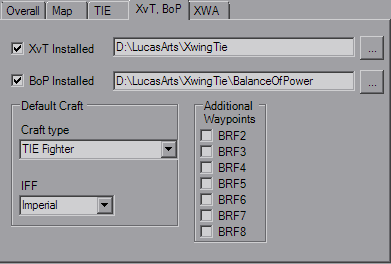 Overall Map TIE XvT, BoP XWA
XvT Installed D:\LucasArts\XwingTie ...
BoP Installed D:\LucasArts\XwingTie\BalanceOfPower ...
Default Craft
Craft type
TIE Fighter
IFF
Imperial
Additional
Waypoints
BRF2
BRF3
BRF4
BRF5
BRF6
BRF7
BRF8